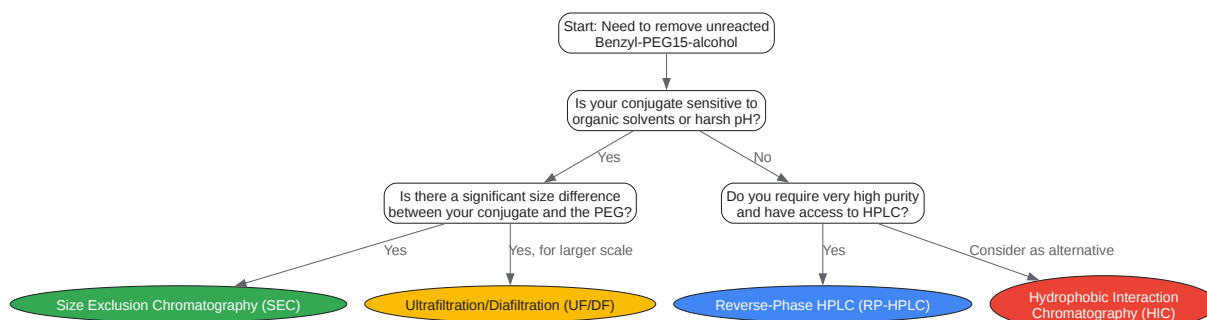 Start: Need to remove unreacted
Benzyl-PEG15-alcohol
Is your conjugate sensitive to
organic solvents or harsh pH?
Yes
No
Is there a significant size difference
between your conjugate and the PEG?
Do you require very high purity
and have access to HPLC?
Yes
Yes, for larger scale
Yes
Consider as alternative
Size Exclusion Chromatography (SEC)
Ultrafiltration/Diafiltration (UF/DF)
Reverse-Phase HPLC (RP-HPLC)
Hydrophobic Interaction
Chromatography (HIC)